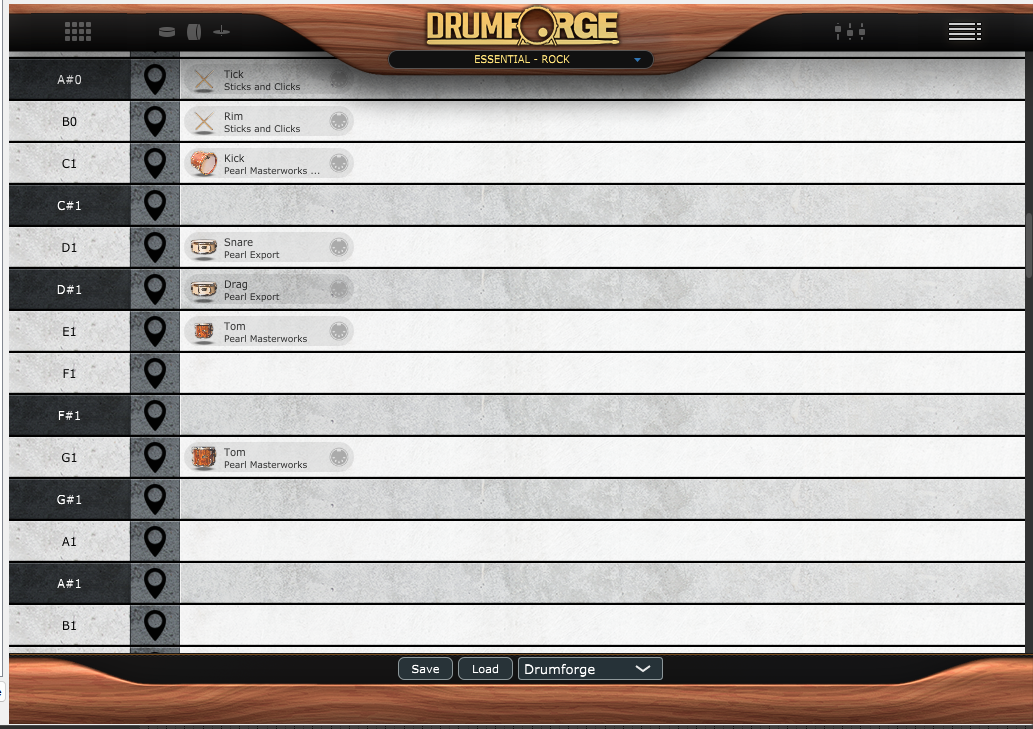 DRUMFORGE
ESSENTIAL - ROCK
A#0
Tick
Sticks and Clicks
B0
Rim
Sticks and Clicks
C1
Kick
Pearl Masterworks ...
C#1
D1
Snare
Pearl Export
D#1
Drag
Pearl Export
E1
Tom
Pearl Masterworks
F1
F#1
G1
Tom
Pearl Masterworks
G#1
A1
A#1
B1
Save Load Drumforge